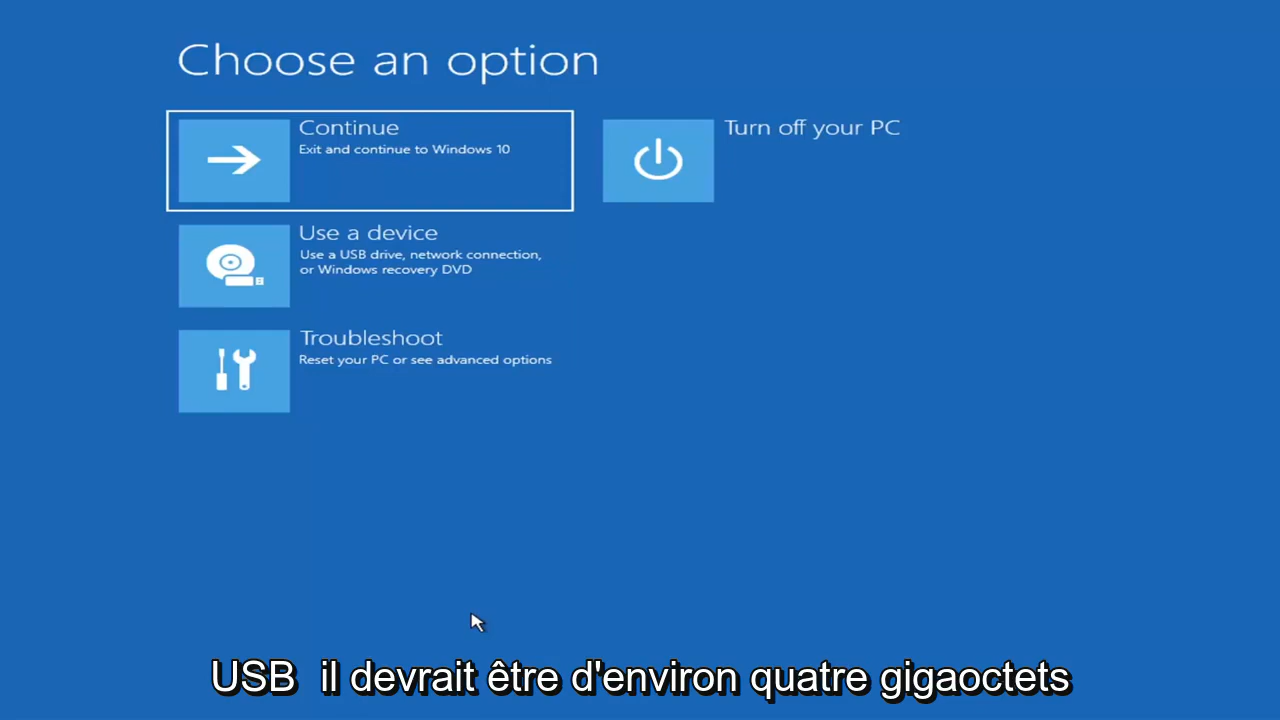 Choose an option
Continue
Exit and continue to Windows 10
Turn off your PC
Use a device
Use a USB drive, network connection,
or Windows recovery DVD
Troubleshoot
Reset your PC or see advanced options
USB il devrait être d'environ quatre gigaoctets